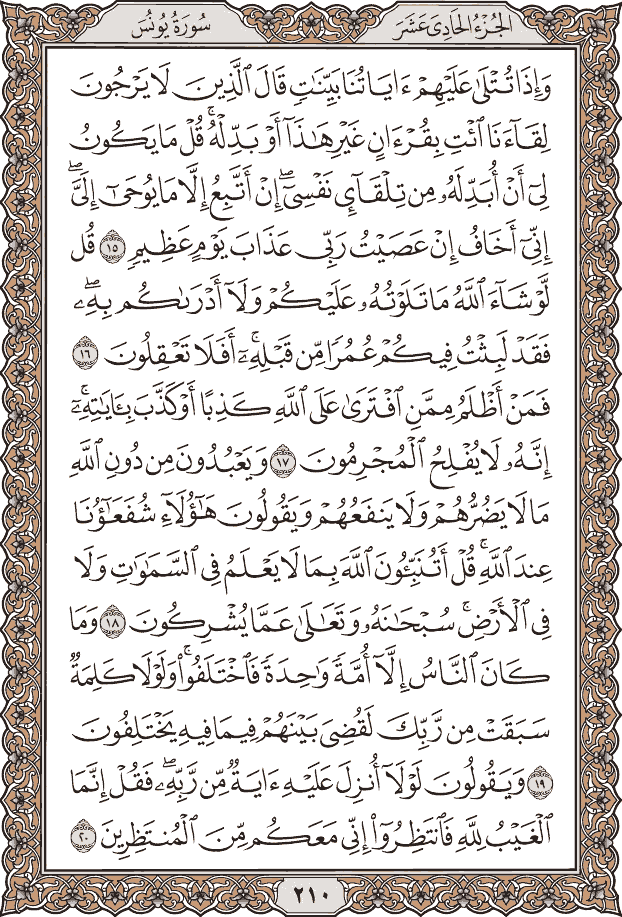 الجُزْءُ الحَادِى عَشَرَ
سُورَةُ يُونُسَ
وَإِذَا تُتْلَىٰ عَلَيْهِمْ ءَايَاتُنَا بَيِّنَٰتٍ قَالَ ٱلَّذِينَ لَا يَرْجُونَ
لِقَآءَنَا ٱئْتِ بِقُرْءَانٍ غَيْرِ هَٰذَآ أَوْ بَدِّلْهُ ۚ قُلْ مَا يَكُونُ
لِىٓ أَنْ أُبَدِّلَهُۥ مِن تِلْقَآئِ نَفْسِىٓ ۖ إِنْ أَتَّبِعُ إِلَّا مَا يُوحَىٰٓ إِلَىَّ ۖ
إِنِّىٓ أَخَافُ إِنْ عَصَيْتُ رَبِّى عَذَابَ يَوْمٍ عَظِيمٍ ١٥ قُل
لَّوْ شَآءَ ٱللَّهُ مَا تَلَوْتُهُۥ عَلَيْكُمْ وَلَآ أَدْرَىٰكُم بِهِۦ ۖ
فَقَدْ لَبِثْتُ فِيكُمْ عُمُرًا مِّن قَبْلِهِۦٓ ۚ أَفَلَا تَعْقِلُونَ ١٦
فَمَنْ أَظْلَمُ مِمَّنِ ٱفْتَرَىٰ عَلَى ٱللَّهِ كَذِبًا أَوْ كَذَّبَ بِـَٔايَٰتِهِۦٓ ۚ
إِنَّهُۥ لَا يُفْلِحُ ٱلْمُجْرِمُونَ ١٧ وَيَعْبُدُونَ مِن دُونِ ٱللَّهِ
مَا لَا يَضُرُّهُمْ وَلَا يَنفَعُهُمْ وَيَقُولُونَ هَٰٓؤُلَآءِ شُفَعَٰٓؤُنَا
عِندَ ٱللَّهِ ۚ قُلْ أَتُنَبِّـُٔونَ ٱللَّهَ بِمَا لَا يَعْلَمُ فِى ٱلسَّمَٰوَٰتِ وَلَا
فِى ٱلْأَرْضِ ۚ سُبْحَٰنَهُۥ وَتَعَٰلَىٰ عَمَّا يُشْرِكُونَ ١٨ وَمَا
كَانَ ٱلنَّاسُ إِلَّآ أُمَّةً وَٰحِدَةً فَٱخْتَلَفُوا۟ ۚ وَلَوْلَا كَلِمَةٌ
سَبَقَتْ مِن رَّبِّكَ لَقُضِىَ بَيْنَهُمْ فِيمَا فِيهِ يَخْتَلِفُونَ
١٩ وَيَقُولُونَ لَوْلَآ أُنزِلَ عَلَيْهِ ءَايَةٌ مِّن رَّبِّهِۦ ۖ فَقُلْ إِنَّمَا
ٱلْغَيْبُ لِلَّهِ فَٱنتَظِرُوٓا۟ إِنِّى مَعَكُم مِّنَ ٱلْمُنتَظِرِينَ ٢٠
٢١٠